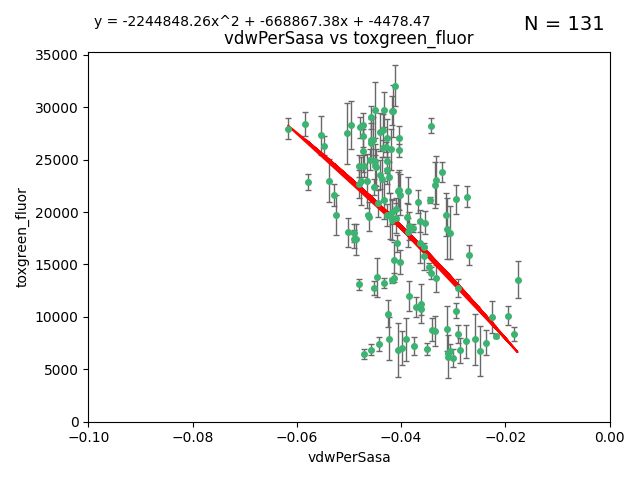 y = -2244848.26x^2 + -668867.38x + -4478.47
N = 131
vdwPerSasa vs toxgreen_fluor
35000
30000
25000
20000
15000
10000
5000
0
toxgreen_fluor
−0.10 −0.08 −0.06 −0.04 −0.02 0.00
vdwPerSasa